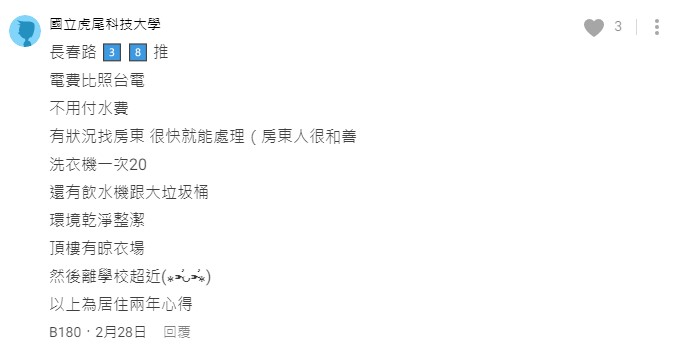 國立虎尾科技大學
3
長春路 3️⃣ 8️⃣ 推
電費比照台電
不用付水費
有狀況找房東 很快就能處理（房東人很和善
洗衣機一次20
還有飲水機跟大垃圾桶
環境乾淨整潔
頂樓有晾衣場
然後離學校超近(⁎⁍̴̛ᴗ⁍̴̛⁎)
以上為居住兩年心得
B180・2月28日 回覆